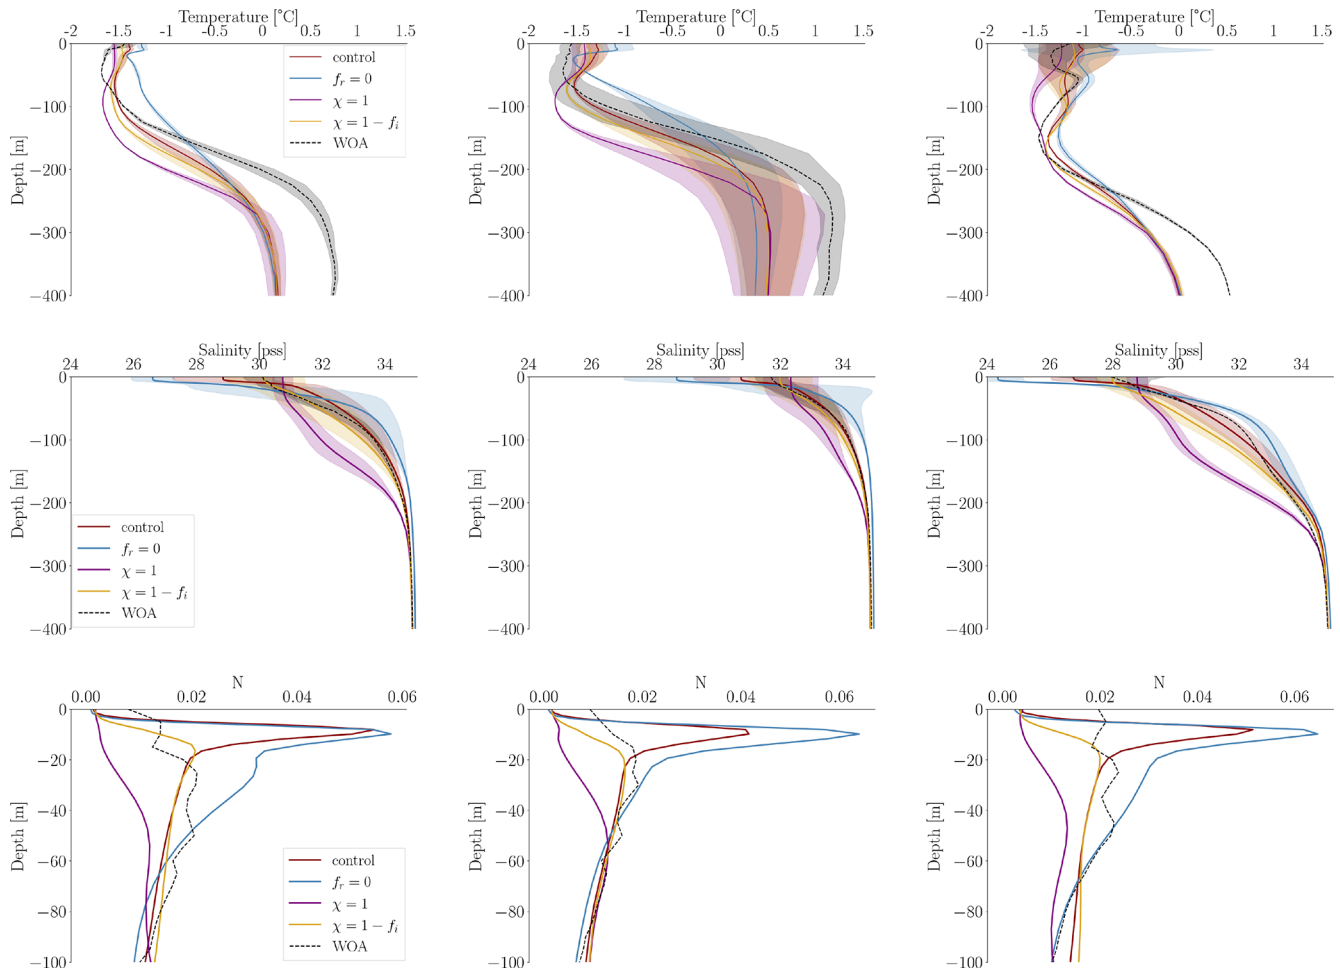 Temperature [°C]
-2 -1.5 -1 -0.5 0 0.5 1 1.5
Temperature [°C]
-2 -1.5 -1 -0.5 0 0.5 1 1.5
Temperature [°C]
-2 -1.5 -1 -0.5 0 0.5 1 1.5
Depth [m]
0
−100
−200
−300
−400
control
f_r = 0
χ = 1
χ = 1 − f_i
WOA
Depth [m]
0
−100
−200
−300
−400
Depth [m]
0
−100
−200
−300
−400
Salinity [pss]
24 26 28 30 32 34
Salinity [pss]
24 26 28 30 32 34
Salinity [pss]
24 26 28 30 32 34
Depth [m]
0
−100
−200
−300
−400
control
f_r = 0
χ = 1
χ = 1 − f_i
WOA
Depth [m]
0
−100
−200
−300
−400
Depth [m]
0
−100
−200
−300
−400
N
0.00 0.02 0.04 0.06
N
0.00 0.02 0.04 0.06
N
0.00 0.02 0.04 0.06
Depth [m]
0
−20
−40
−60
−80
−100
control
f_r = 0
χ = 1
χ = 1 − f_i
WOA
Depth [m]
0
−20
−40
−60
−80
−100
Depth [m]
0
−20
−40
−60
−80
−100